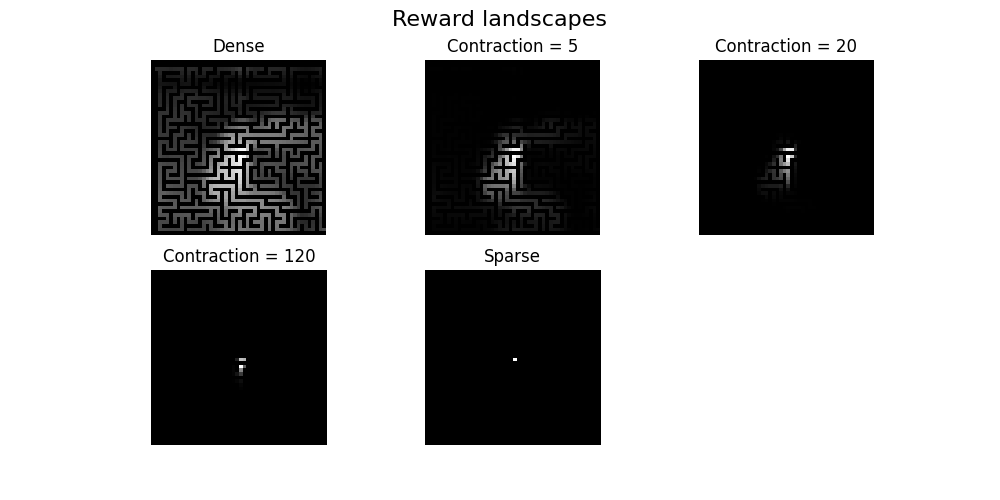 Reward landscapes
Dense
Contraction = 5
Contraction = 20
Contraction = 120
Sparse